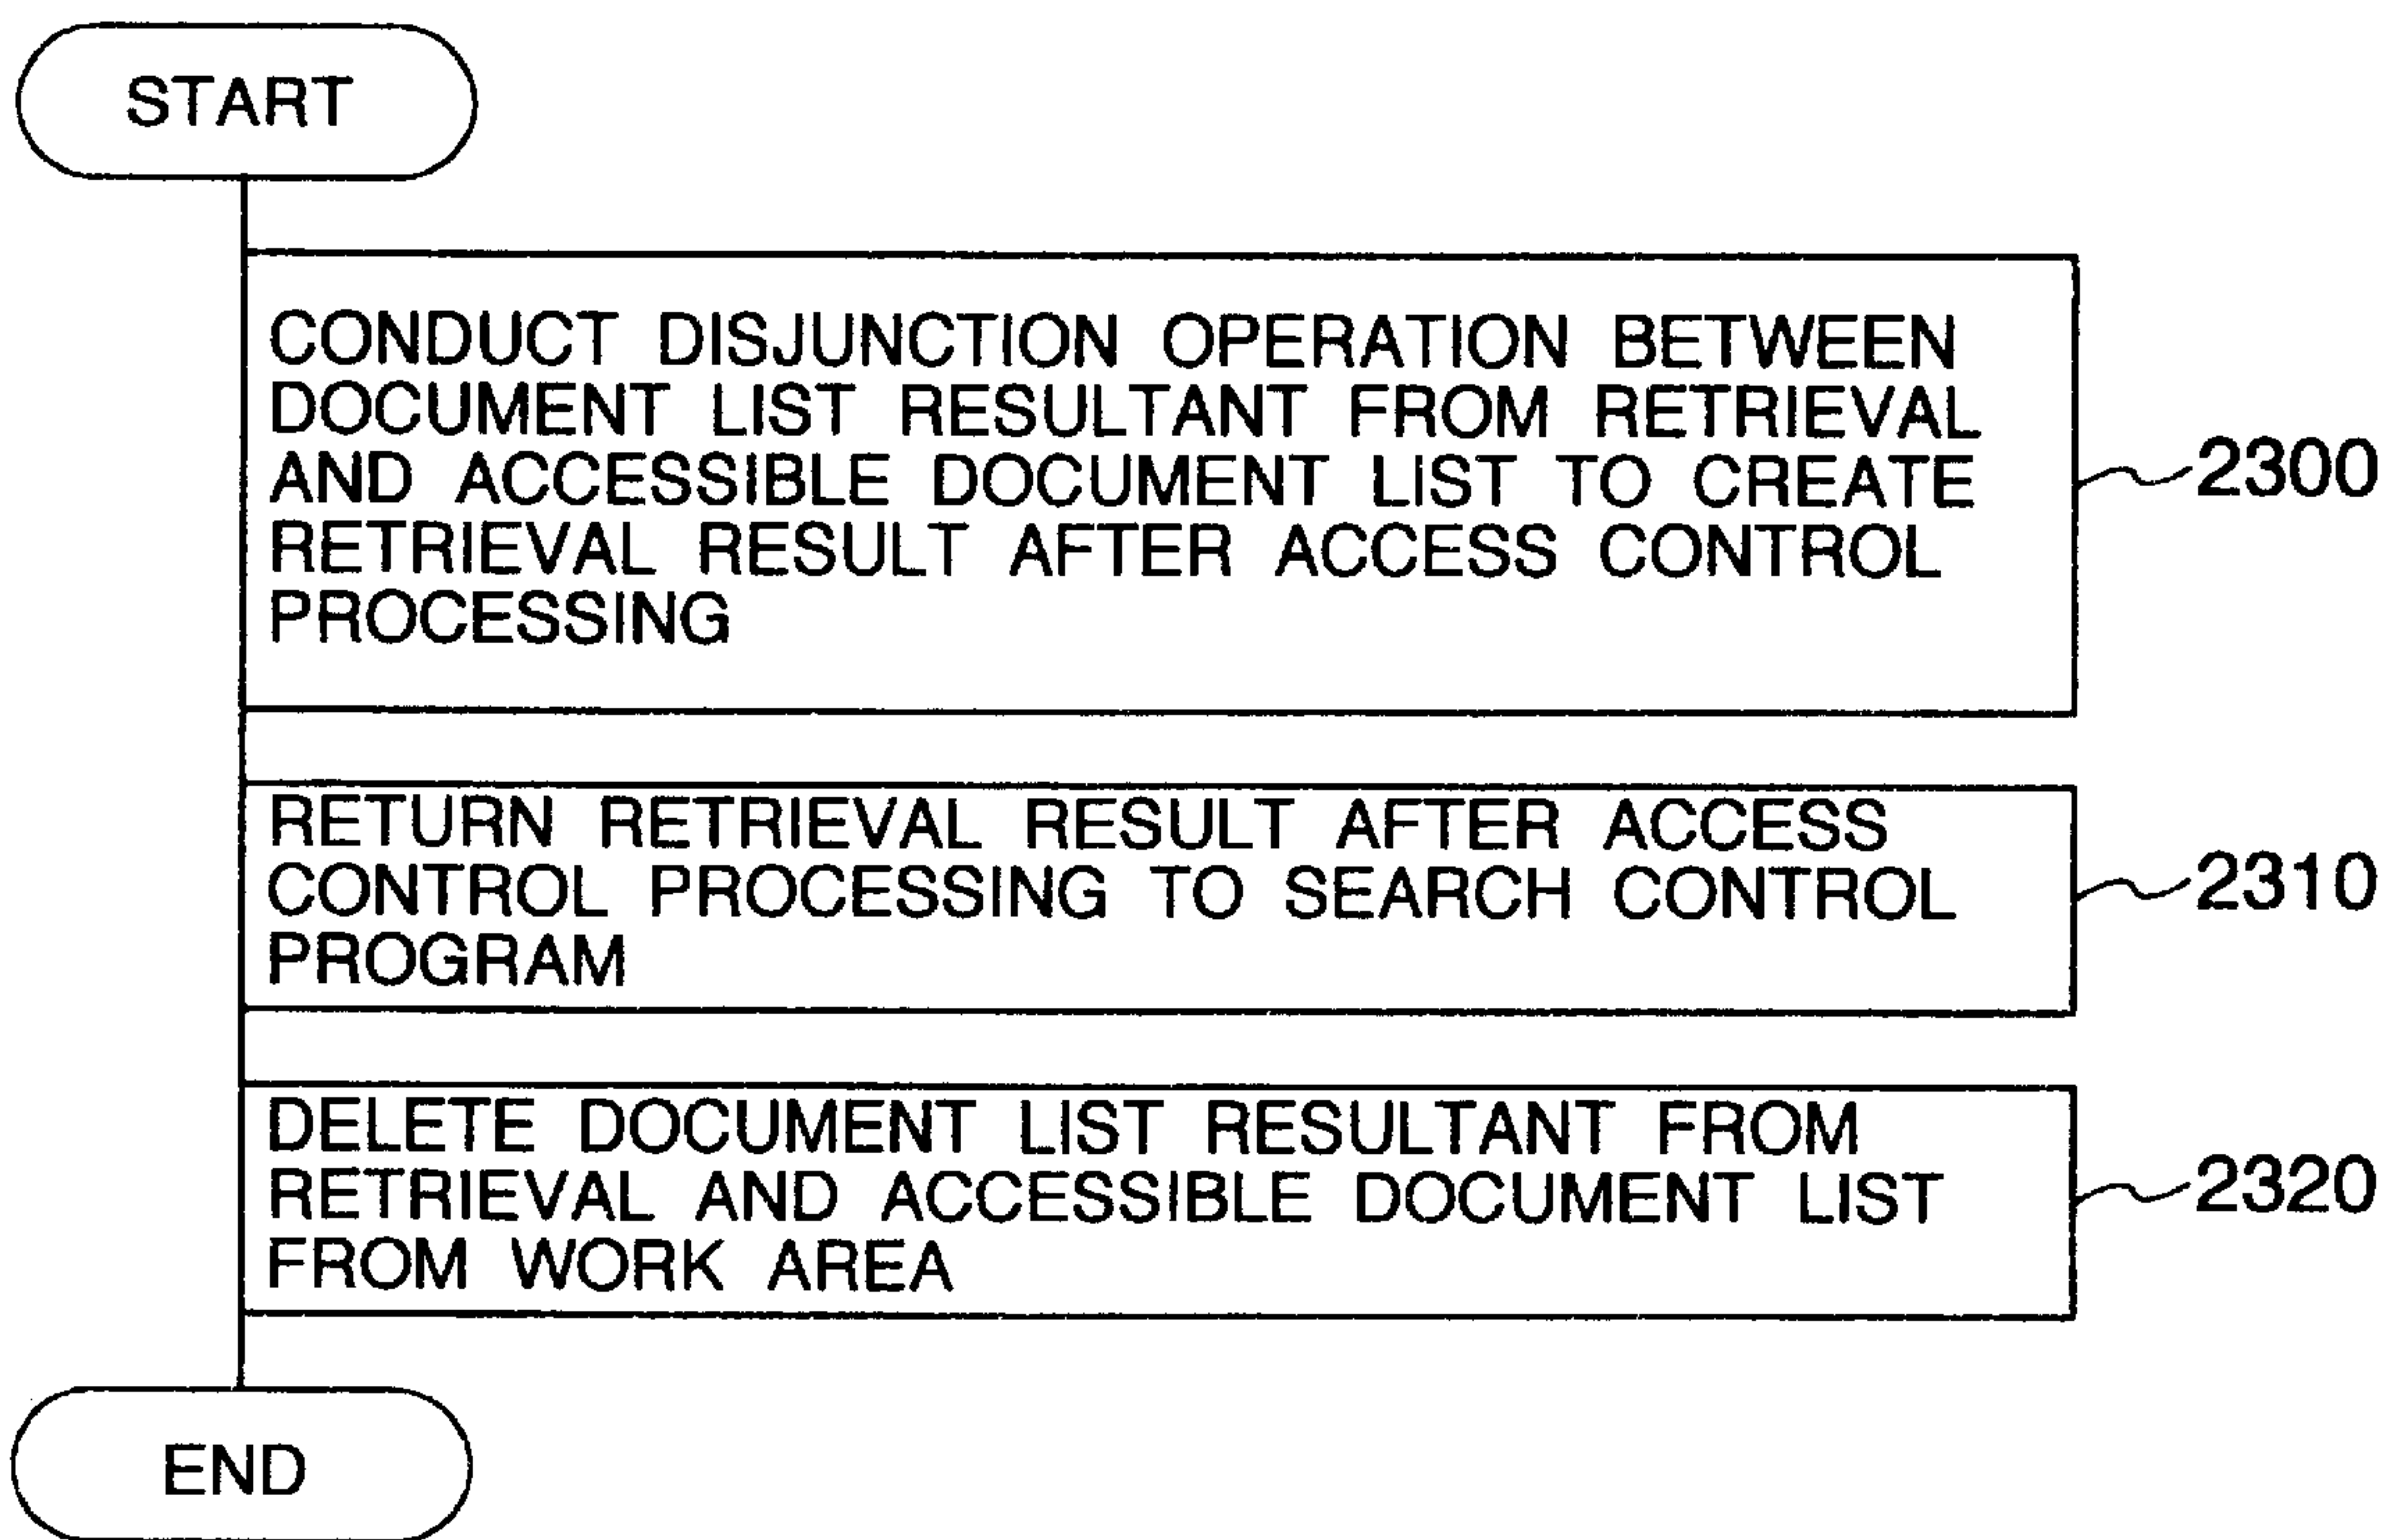 START
CONDUCT DISJUNCTION OPERATION BETWEEN
DOCUMENT LIST RESULTANT FROM RETRIEVAL
AND ACCESSIBLE DOCUMENT LIST TO CREATE
RETRIEVAL RESULT AFTER ACCESS CONTROL
PROCESSING
2300
RETURN RETRIEVAL RESULT AFTER ACCESS
CONTROL PROCESSING TO SEARCH CONTROL
PROGRAM
2310
DELETE DOCUMENT LIST RESULTANT FROM
RETRIEVAL AND ACCESSIBLE DOCUMENT LIST
FROM WORK AREA
2320
END